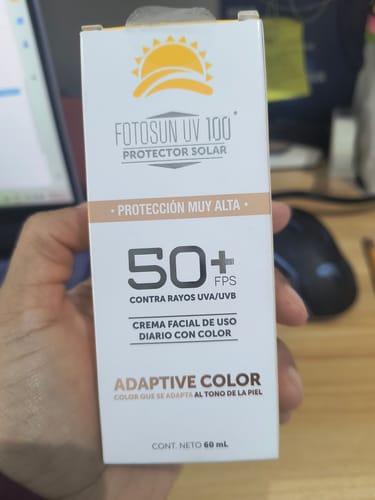 FOTOSUN UV 100*
PROTECTOR SOLAR
• PROTECCIÓN MUY ALTA •
50+
FPS
CONTRA RAYOS UVA/UVB
CREMA FACIAL DE USO
DIARIO CON COLOR
ADAPTIVE COLOR
COLOR QUE SE ADAPTA AL TONO DE LA PIEL
CONT. NETO 60 mL